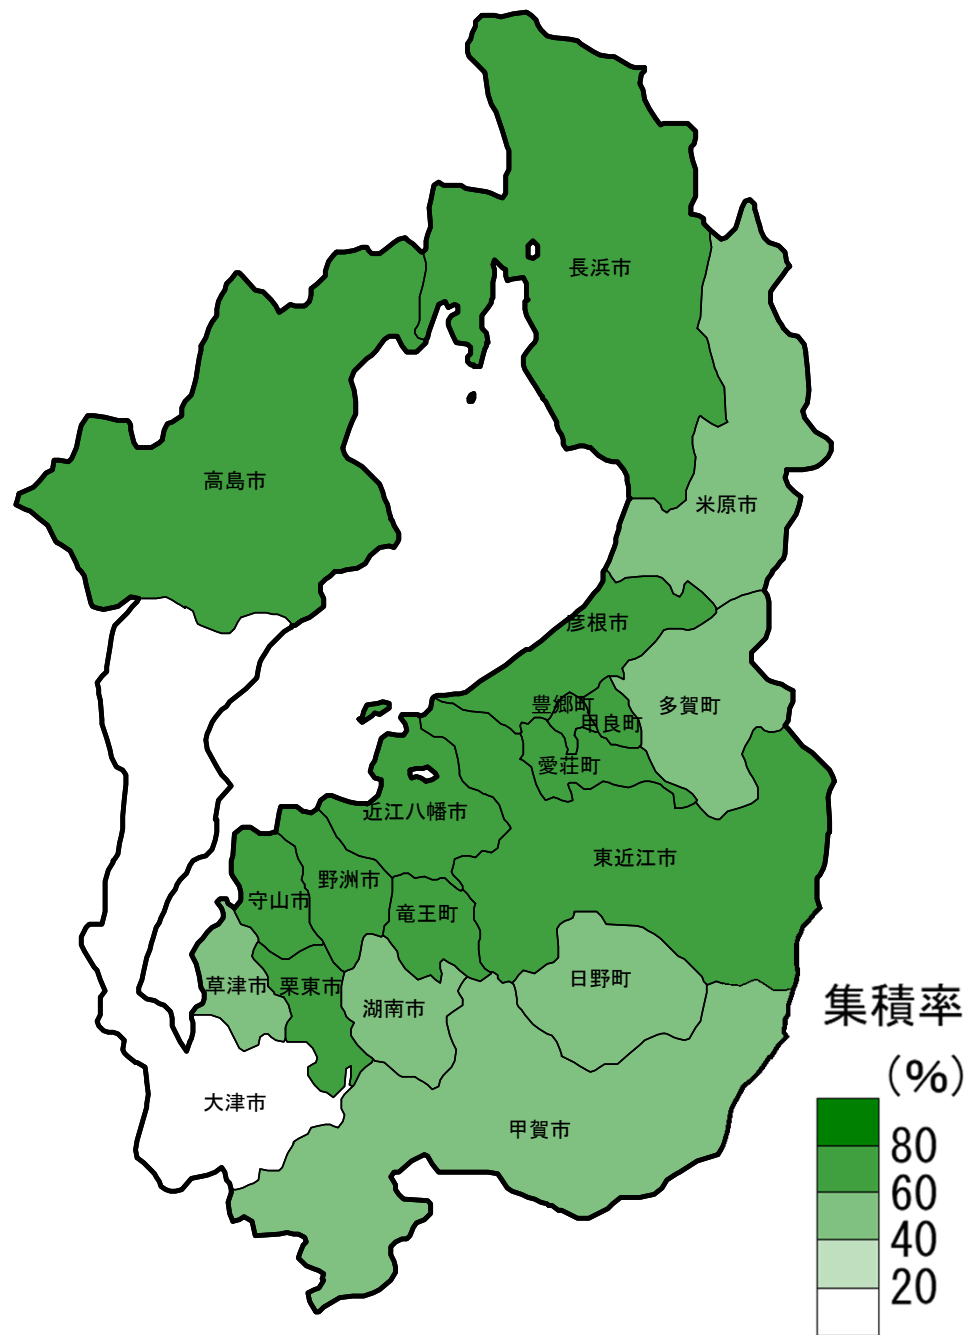 長浜市
高島市
米原市
彦根市
豊郷町
多賀町
甲良町
愛荘町
近江八幡市
東近江市
野洲市
守山市
竜王町
日野町
草津市
栗東市
湖南市
大津市
甲賀市
集積率
(%)
80
60
40
20